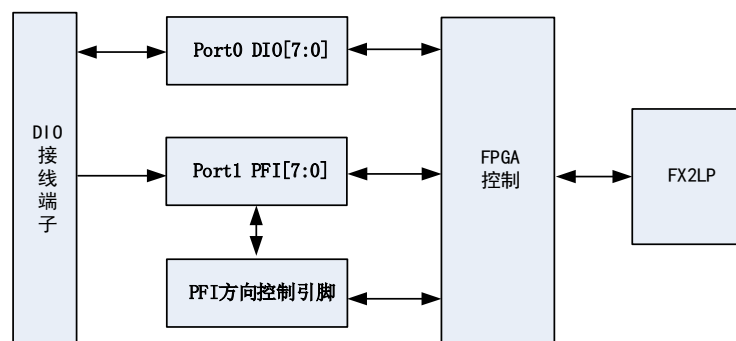 Port0 DIO[7:0]
DIO
接
线
端
子
Port1 PFI[7:0]
FPGA
控制
FX2LP
PFI方向控制引脚